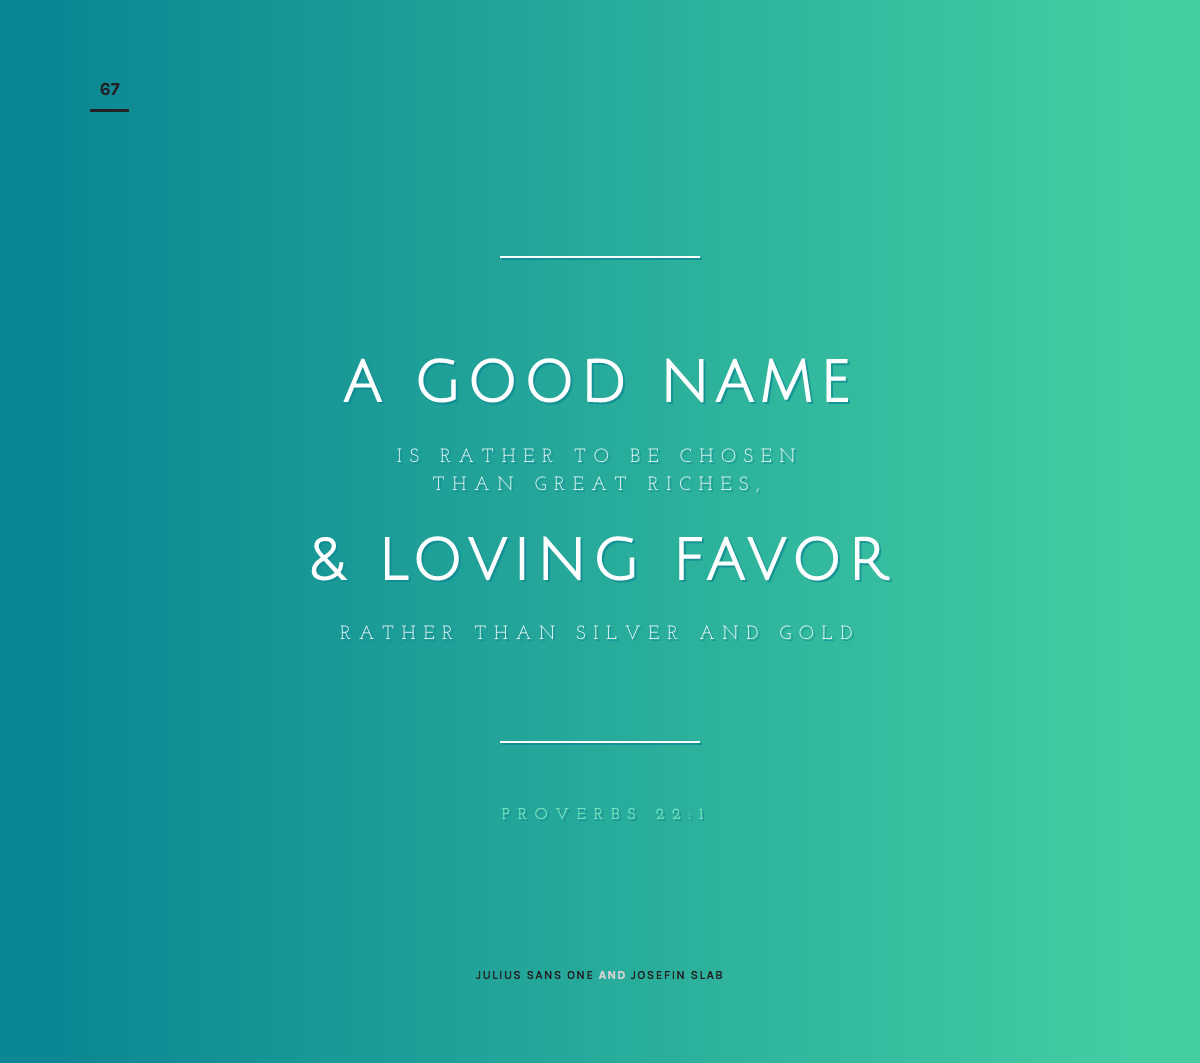 67
A GOOD NAME
IS RATHER TO BE CHOSEN
THAN GREAT RICHES,
& LOVING FAVOR
RATHER THAN SILVER AND GOLD
PROVERBS 22:1
JULIUS SANS ONE AND JOSEFIN SLAB